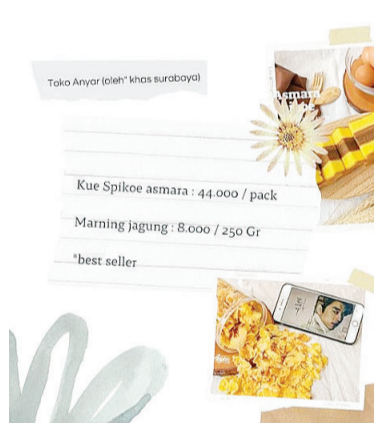 Toko Anyar (oleh" khas surabaya)
Asmara
Kue Spikoe asmara : 44.000 / pack
Marning jagung : 8.000 / 250 Gr
*best seller